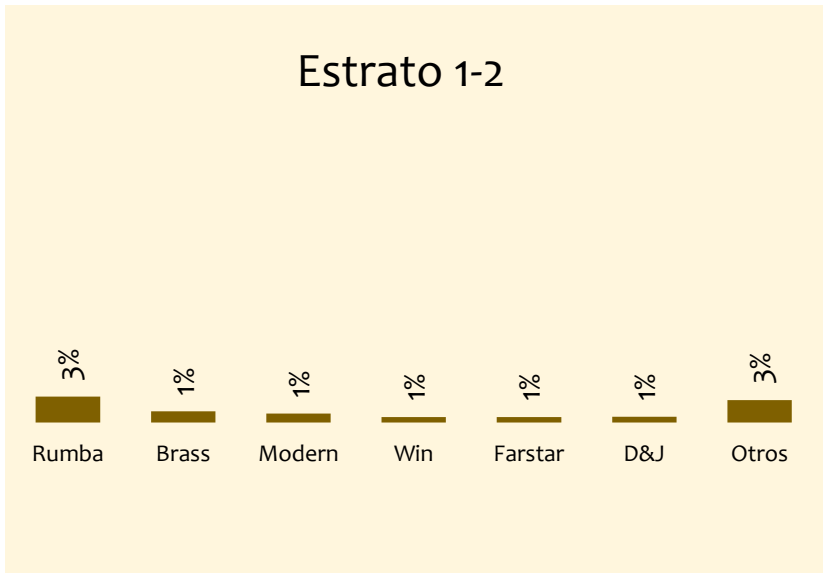 Estrato 1-2
3%
1%
1%
1%
1%
1%
3%
Rumba
Brass
Modern
Win
Farstar
D&J
Otros